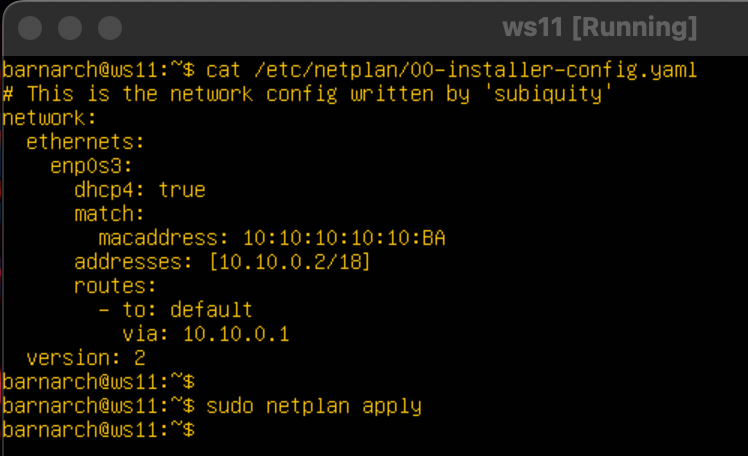 ws11 [Running]
barnarch@ws11:~$ cat /etc/netplan/00-installer-config.yaml
# This is the network config written by 'subiquity'
network:
  ethernets:
    enp0s3:
      dhcp4: true
      match:
        macaddress: 10:10:10:10:10:BA
      addresses: [10.10.0.2/18]
      routes:
        - to: default
          via: 10.10.0.1
  version: 2
barnarch@ws11:~$
barnarch@ws11:~$ sudo netplan apply
barnarch@ws11:~$